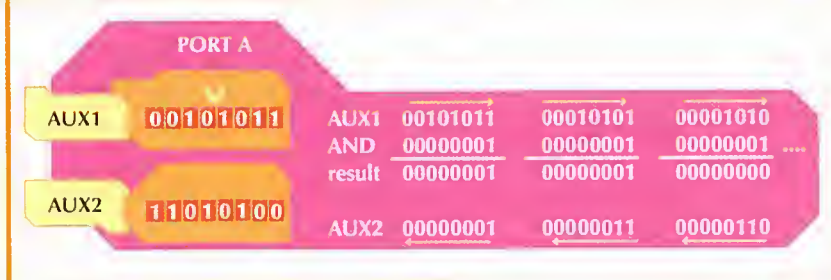 PORT A
AUX1 00101011
AUX1 00101011 00010101 00001010
AND 00000001 00000001 00000001 ....
result 00000001 00000001 00000000
AUX2 11010100
AUX2 00000001 00000011 00000110